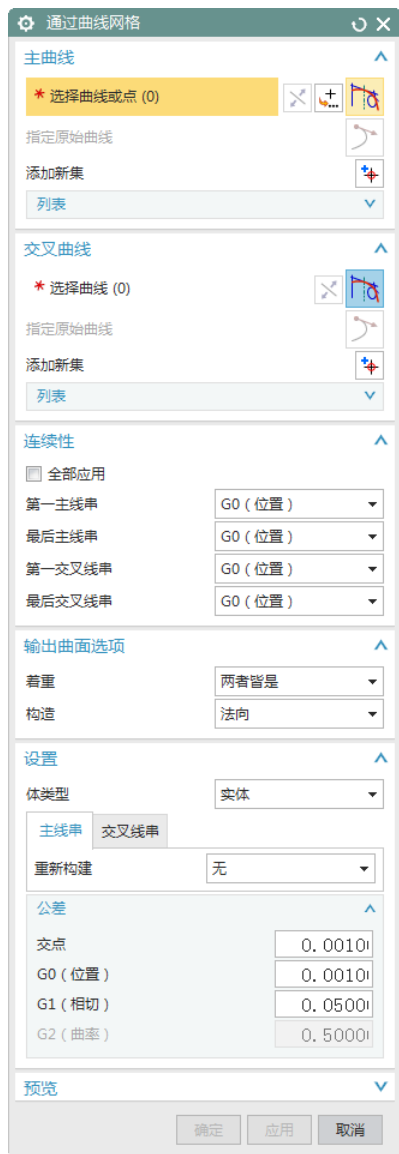 通过曲线网格
主曲线
* 选择曲线或点 (0)
指定原始曲线
添加新集
列表
交叉曲线
* 选择曲线 (0)
指定原始曲线
添加新集
列表
连续性
全部应用
第一主线串 G0 ( 位置 )
最后主线串 G0 ( 位置 )
第一交叉线串 G0 ( 位置 )
最后交叉线串 G0 ( 位置 )
输出曲面选项
着重 两者皆是
构造 法向
设置
体类型 实体
主线串 交叉线串
重新构建 无
公差
交点 0.0010
G0 ( 位置 ) 0.0010
G1 ( 相切 ) 0.0500
G2 ( 曲率 ) 0.5000
预览
确定 应用 取消